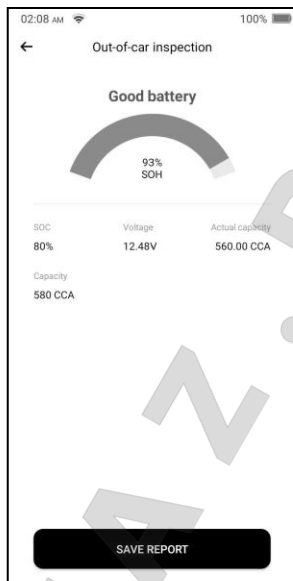 02:08 AM 100%
Out-of-car inspection
Good battery
93%
SOH
SOC Voltage Actual capacity
80% 12.48V 560.00 CCA
Capacity
580 CCA
SAVE REPORT